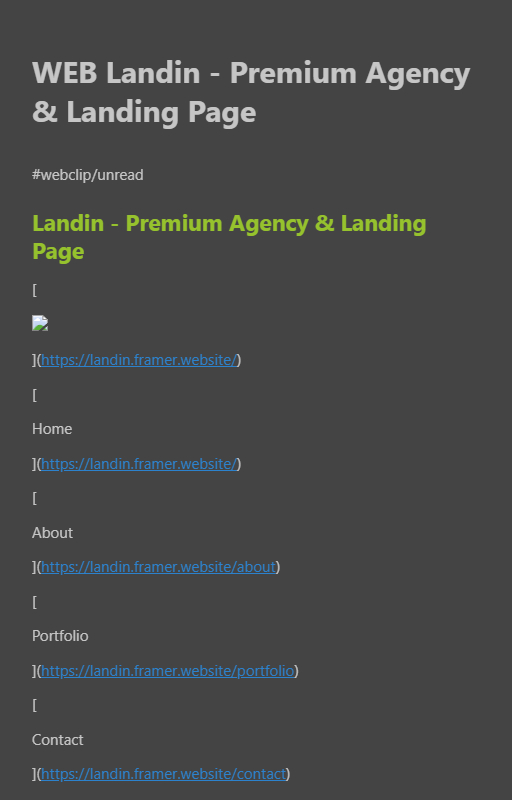 WEB Landin - Premium Agency
& Landing Page
#webclip/unread
Landin - Premium Agency & Landing
Page
[
](https://landin.framer.website/)
[
Home
](https://landin.framer.website/)
[
About
](https://landin.framer.website/about)
[
Portfolio
](https://landin.framer.website/portfolio)
[
Contact
](https://landin.framer.website/contact)